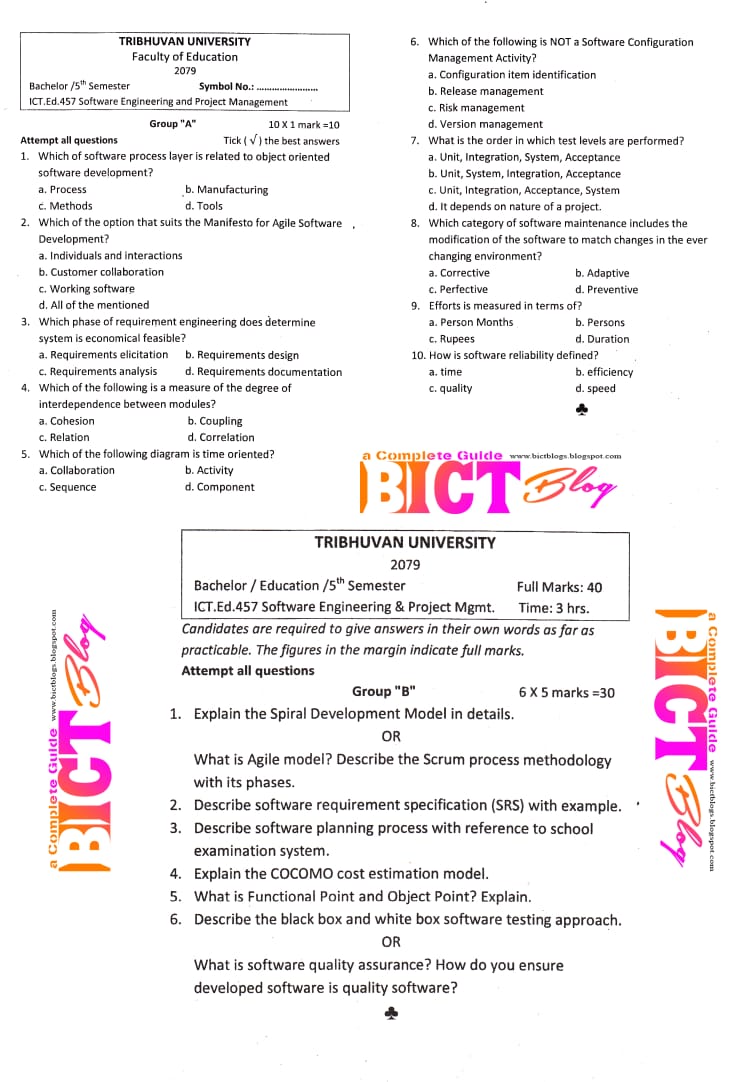 TRIBHUVAN UNIVERSITY
Faculty of Education
2079
Bachelor /5th Semester Symbol No.: ........................
ICT.Ed.457 Software Engineering and Project Management
Group "A" 10 X 1 mark =10
Attempt all questions Tick ( √ ) the best answers
1. Which of software process layer is related to object oriented
software development?
a. Process b. Manufacturing
c. Methods d. Tools
2. Which of the option that suits the Manifesto for Agile Software
Development?
a. Individuals and interactions
b. Customer collaboration
c. Working software
d. All of the mentioned
3. Which phase of requirement engineering does determine
system is economical feasible?
a. Requirements elicitation b. Requirements design
c. Requirements analysis d. Requirements documentation
4. Which of the following is a measure of the degree of
interdependence between modules?
a. Cohesion b. Coupling
c. Relation d. Correlation
5. Which of the following diagram is time oriented?
a. Collaboration b. Activity
c. Sequence d. Component
6. Which of the following is NOT a Software Configuration
Management Activity?
a. Configuration item identification
b. Release management
c. Risk management
d. Version management
7. What is the order in which test levels are performed?
a. Unit, Integration, System, Acceptance
b. Unit, System, Integration, Acceptance
c. Unit, Integration, Acceptance, System
d. It depends on nature of a project.
8. Which category of software maintenance includes the
modification of the software to match changes in the ever
changing environment?
a. Corrective b. Adaptive
c. Perfective d. Preventive
9. Efforts is measured in terms of?
a. Person Months b. Persons
c. Rupees d. Duration
10. How is software reliability defined?
a. time b. efficiency
c. quality d. speed
♣
a Complete Guide www.bictblogs.blogspot.com
BICT Blog
TRIBHUVAN UNIVERSITY
2079
Bachelor / Education /5th Semester Full Marks: 40
ICT.Ed.457 Software Engineering & Project Mgmt. Time: 3 hrs.
Candidates are required to give answers in their own words as far as
practicable. The figures in the margin indicate full marks.
Attempt all questions
Group "B" 6 X 5 marks =30
1. Explain the Spiral Development Model in details.
OR
What is Agile model? Describe the Scrum process methodology
with its phases.
2. Describe software requirement specification (SRS) with example.
3. Describe software planning process with reference to school
examination system.
4. Explain the COCOMO cost estimation model.
5. What is Functional Point and Object Point? Explain.
6. Describe the black box and white box software testing approach.
OR
What is software quality assurance? How do you ensure
developed software is quality software?
♣
a Complete Guide www.bictblogs.blogspot.com
BICT Blog
a Complete Guide www.bictblogs.blogspot.com
BICT Blog